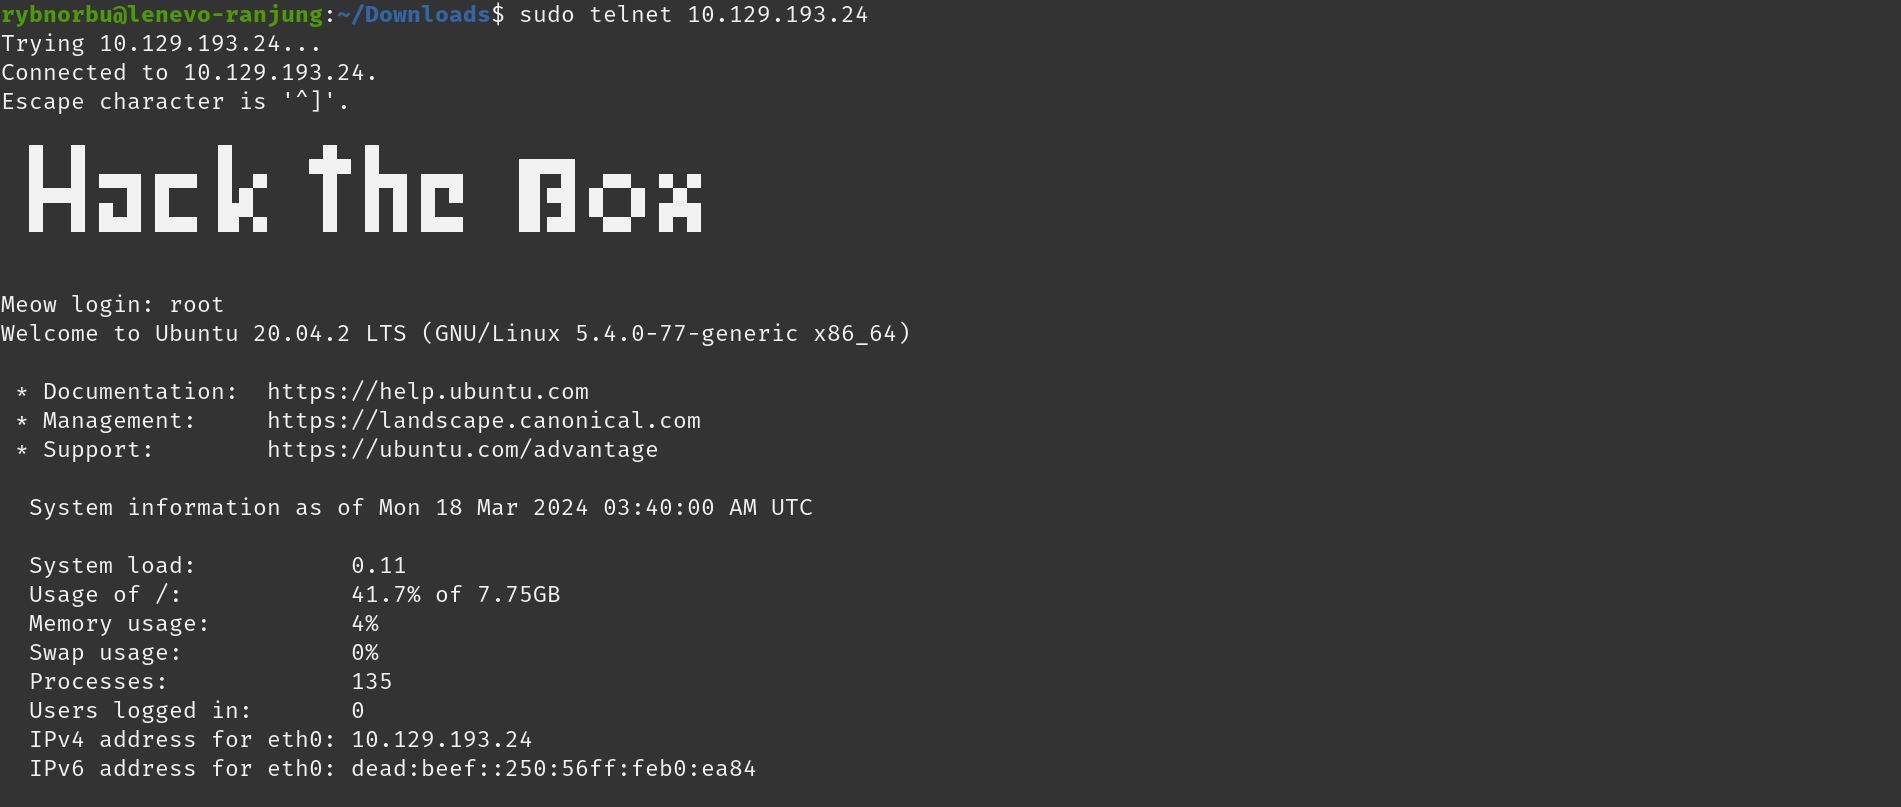 rybnorbu@lenevo-ranjung:~/Downloads$ sudo telnet 10.129.193.24
Trying 10.129.193.24...
Connected to 10.129.193.24.
Escape character is '^]'.
Hack the Box
Meow login: root
Welcome to Ubuntu 20.04.2 LTS (GNU/Linux 5.4.0-77-generic x86_64)
* Documentation:  https://help.ubuntu.com
* Management:     https://landscape.canonical.com
* Support:        https://ubuntu.com/advantage
System information as of Mon 18 Mar 2024 03:40:00 AM UTC
System load:           0.11
Usage of /:            41.7% of 7.75GB
Memory usage:          4%
Swap usage:            0%
Processes:             135
Users logged in:       0
IPv4 address for eth0: 10.129.193.24
IPv6 address for eth0: dead:beef::250:56ff:feb0:ea84